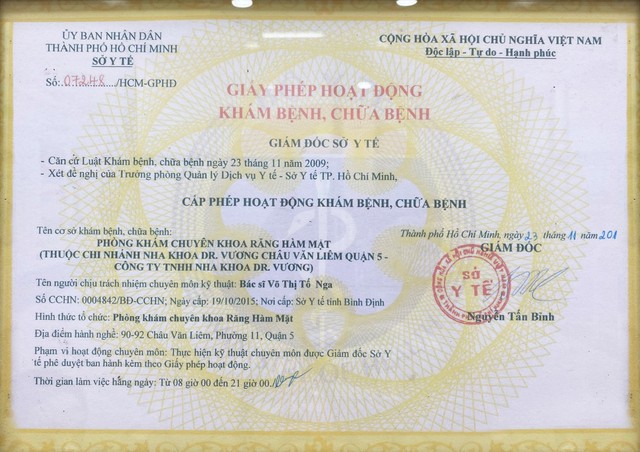 ỦY BAN NHÂN DÂN
THÀNH PHỐ HỒ CHÍ MINH
SỞ Y TẾ
Số: 07248 /HCM-GPHĐ
CỘNG HÒA XÃ HỘI CHỦ NGHĨA VIỆT NAM
Độc lập - Tự do - Hạnh phúc
GIẤY PHÉP HOẠT ĐỘNG
KHÁM BỆNH, CHỮA BỆNH
GIÁM ĐỐC SỞ Y TẾ
- Căn cứ Luật Khám bệnh, chữa bệnh ngày 23 tháng 11 năm 2009;
- Xét đề nghị của Trưởng phòng Quản lý Dịch vụ Y tế - Sở Y tế TP. Hồ Chí Minh,
CẤP PHÉP HOẠT ĐỘNG KHÁM BỆNH, CHỮA BỆNH
Tên cơ sở khám bệnh, chữa bệnh:
PHÒNG KHÁM CHUYÊN KHOA RĂNG HÀM MẶT
(THUỘC CHI NHÁNH NHA KHOA DR. VƯƠNG CHÂU VĂN LIÊM QUẬN 5 -
CÔNG TY TNHH NHA KHOA DR. VƯƠNG)
Tên người chịu trách nhiệm chuyên môn kỹ thuật: Bác sĩ Võ Thị Tố Nga
Số CCHN: 0004842/BĐ-CCHN; Ngày cấp: 19/10/2015; Nơi cấp: Sở Y tế tỉnh Bình Định
Hình thức tổ chức: Phòng khám chuyên khoa Răng Hàm Mặt
Địa điểm hành nghề: 90-92 Châu Văn Liêm, Phường 11, Quận 5
Phạm vi hoạt động chuyên môn: Thực hiện kỹ thuật chuyên môn được Giám đốc Sở Y
tế phê duyệt ban hành kèm theo Giấy phép hoạt động.
Thời gian làm việc hằng ngày: Từ 08 giờ 00 đến 21 giờ 00.
Thành phố Hồ Chí Minh, ngày 23 tháng 11 năm 201
GIÁM ĐỐC
SỞ
Y TẾ
Nguyễn Tấn Bỉnh